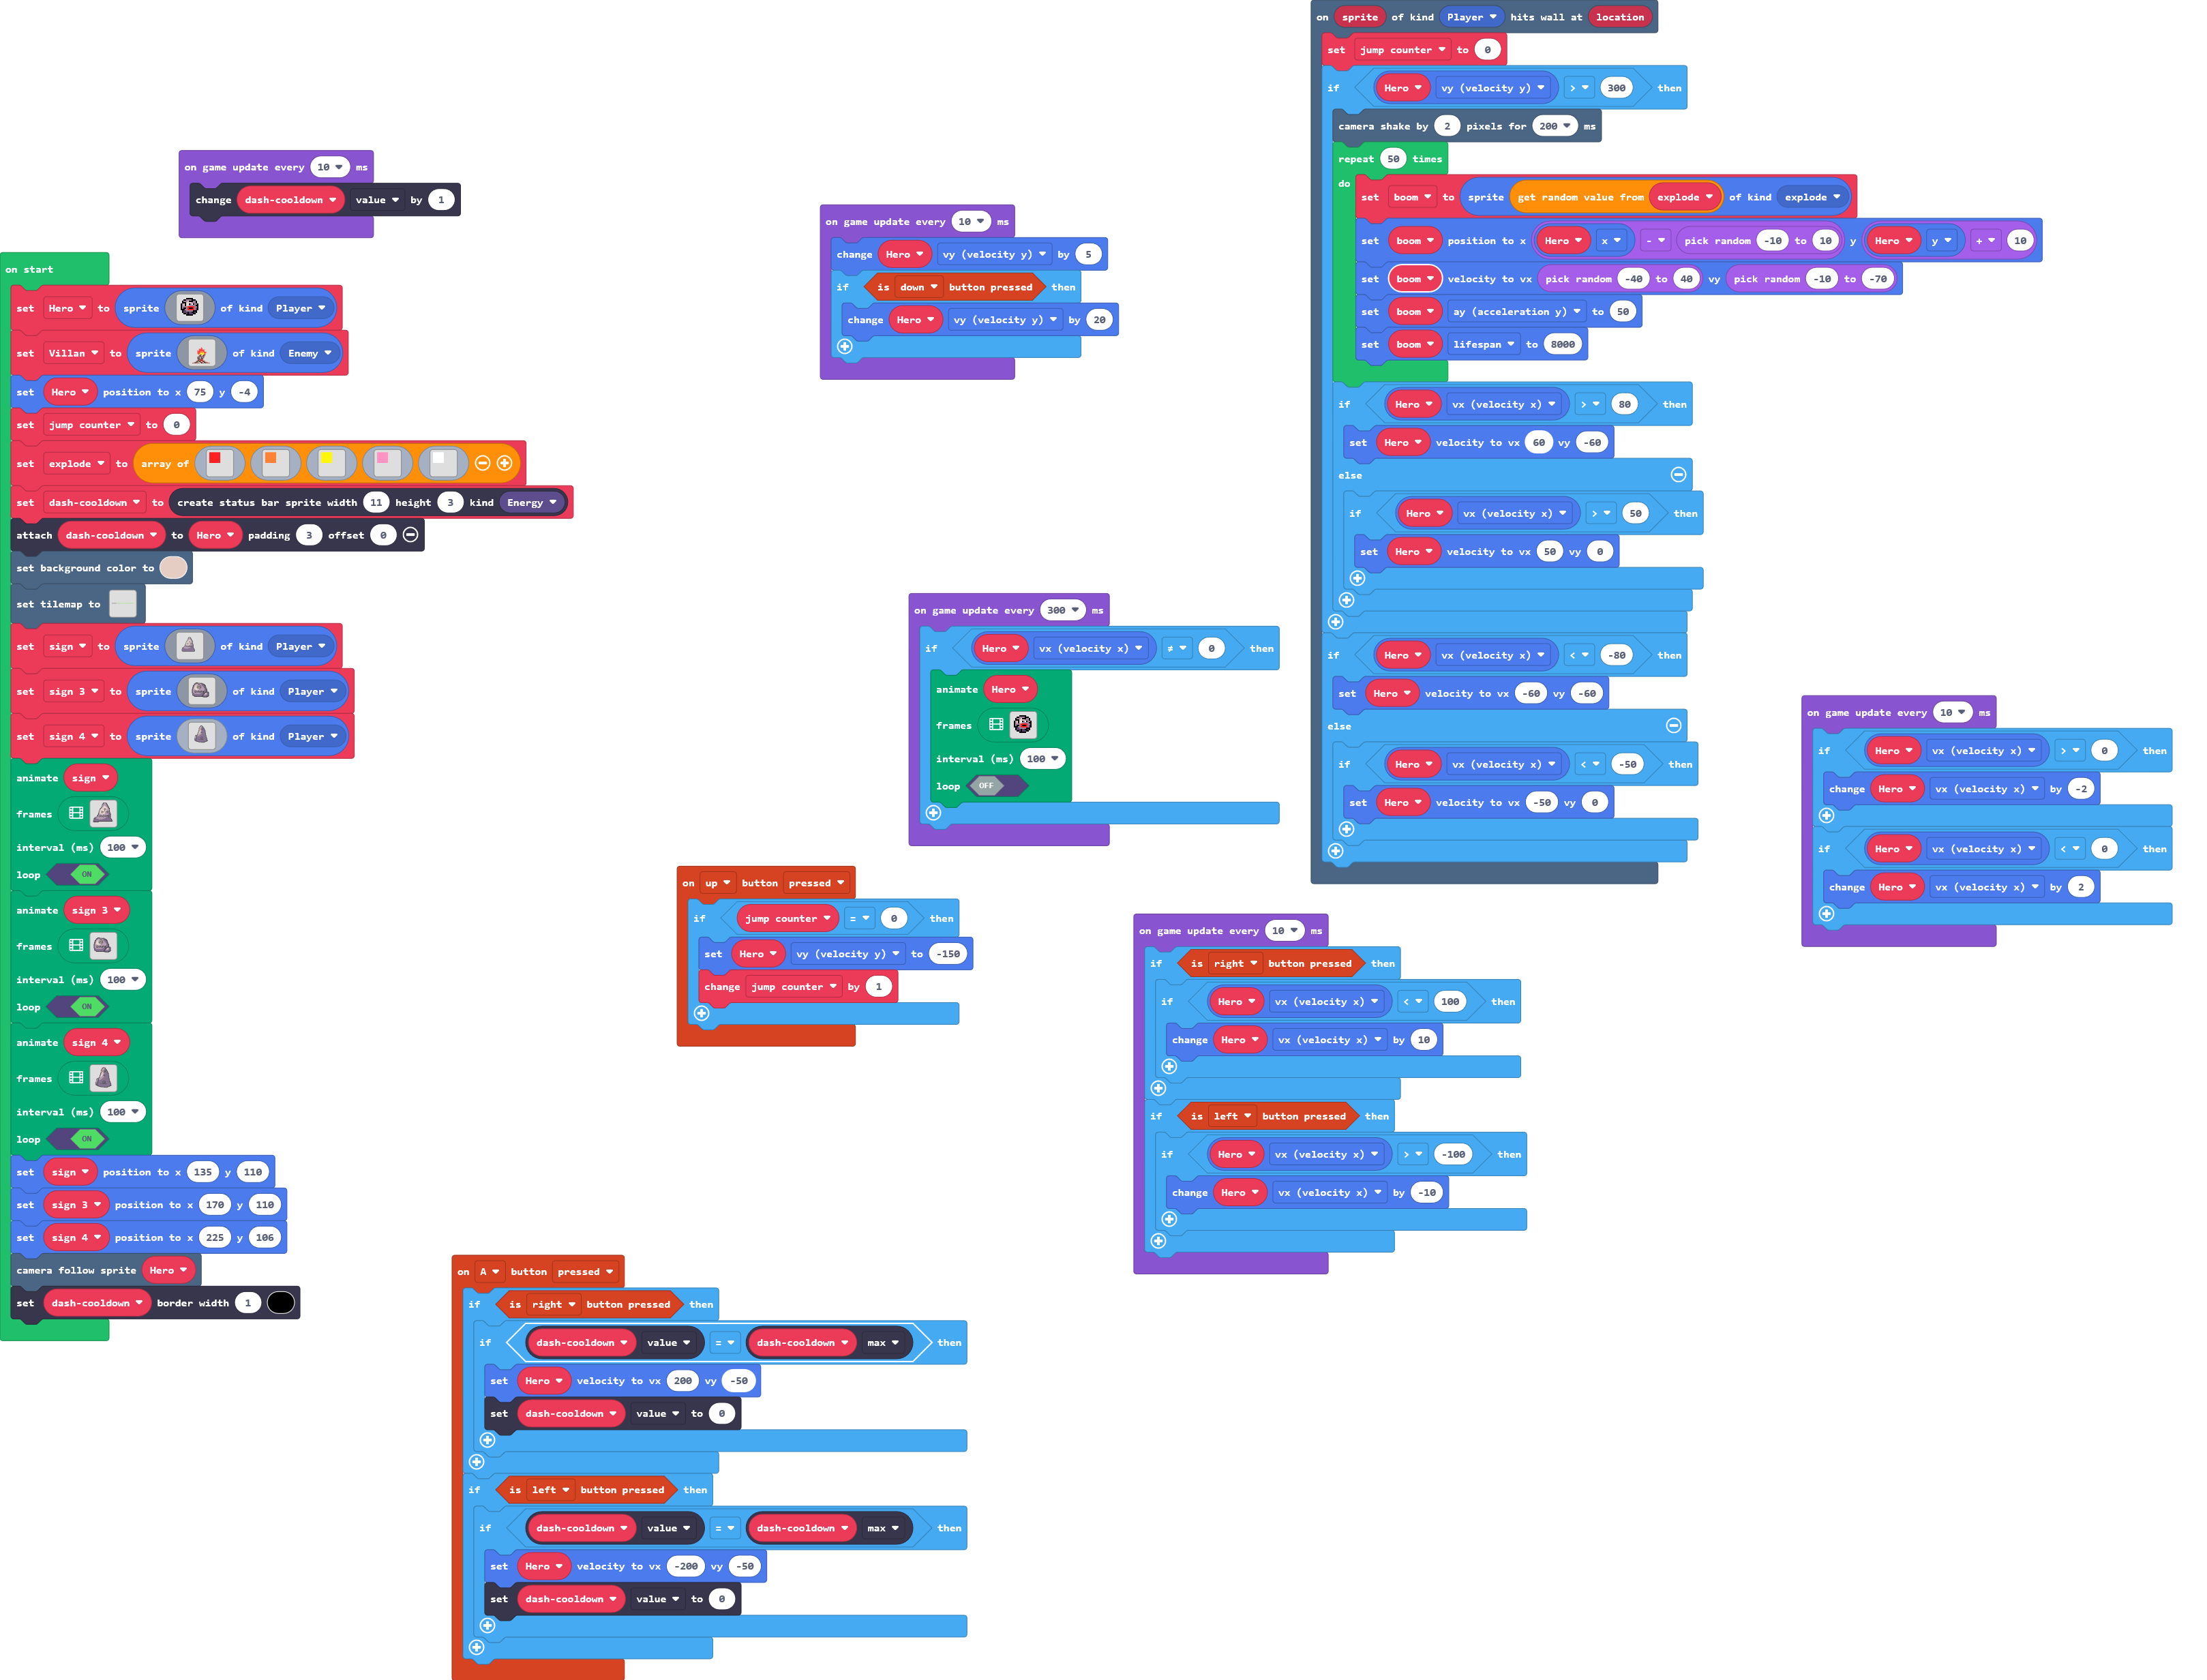 on game update every 10 ms
change dash-cooldown value by 1
on start
set Hero to sprite of kind Player
set Villan to sprite of kind Enemy
set Hero position to x 75 y -4
set jump counter to 0
set explode to array of
set dash-cooldown to create status bar sprite width 11 height 3 kind Energy
attach dash-cooldown to Hero padding 3 offset 0
set background color to
set tilemap to
set sign to sprite of kind Player
set sign 3 to sprite of kind Player
set sign 4 to sprite of kind Player
animate sign
frames
interval (ms) 100
loop ON
animate sign 3
frames
interval (ms) 100
loop ON
animate sign 4
frames
interval (ms) 100
loop ON
set sign position to x 135 y 110
set sign 3 position to x 170 y 110
set sign 4 position to x 225 y 106
camera follow sprite Hero
set dash-cooldown border width 1
on game update every 10 ms
change Hero vy (velocity y) by 5
if is down button pressed then
change Hero vy (velocity y) by 20
on game update every 300 ms
if Hero vx (velocity x) ≠ 0 then
animate Hero
frames
interval (ms) 100
loop OFF
on up button pressed
if jump counter = 0 then
set Hero vy (velocity y) to -150
change jump counter by 1
on A button pressed
if is right button pressed then
if dash-cooldown value = dash-cooldown max then
set Hero velocity to vx 200 vy -50
set dash-cooldown value to 0
if is left button pressed then
if dash-cooldown value = dash-cooldown max then
set Hero velocity to vx -200 vy -50
set dash-cooldown value to 0
on sprite of kind Player hits wall at location
set jump counter to 0
if Hero vy (velocity y) > 300 then
camera shake by 2 pixels for 200 ms
repeat 50 times
do
set boom to sprite get random value from explode of kind explode
set boom position to x Hero x - pick random -10 to 10 y Hero y + 10
set boom velocity to vx pick random -40 to 40 vy pick random -10 to -70
set boom ay (acceleration y) to 50
set boom lifespan to 8000
if Hero vx (velocity x) > 80 then
set Hero velocity to vx 60 vy -60
else
if Hero vx (velocity x) > 50 then
set Hero velocity to vx 50 vy 0
if Hero vx (velocity x) < -80 then
set Hero velocity to vx -60 vy -60
else
if Hero vx (velocity x) < -50 then
set Hero velocity to vx -50 vy 0
on game update every 10 ms
if is right button pressed then
if Hero vx (velocity x) < 100 then
change Hero vx (velocity x) by 10
if is left button pressed then
if Hero vx (velocity x) > -100 then
change Hero vx (velocity x) by -10
on game update every 10 ms
if Hero vx (velocity x) > 0 then
change Hero vx (velocity x) by -2
if Hero vx (velocity x) < 0 then
change Hero vx (velocity x) by 2